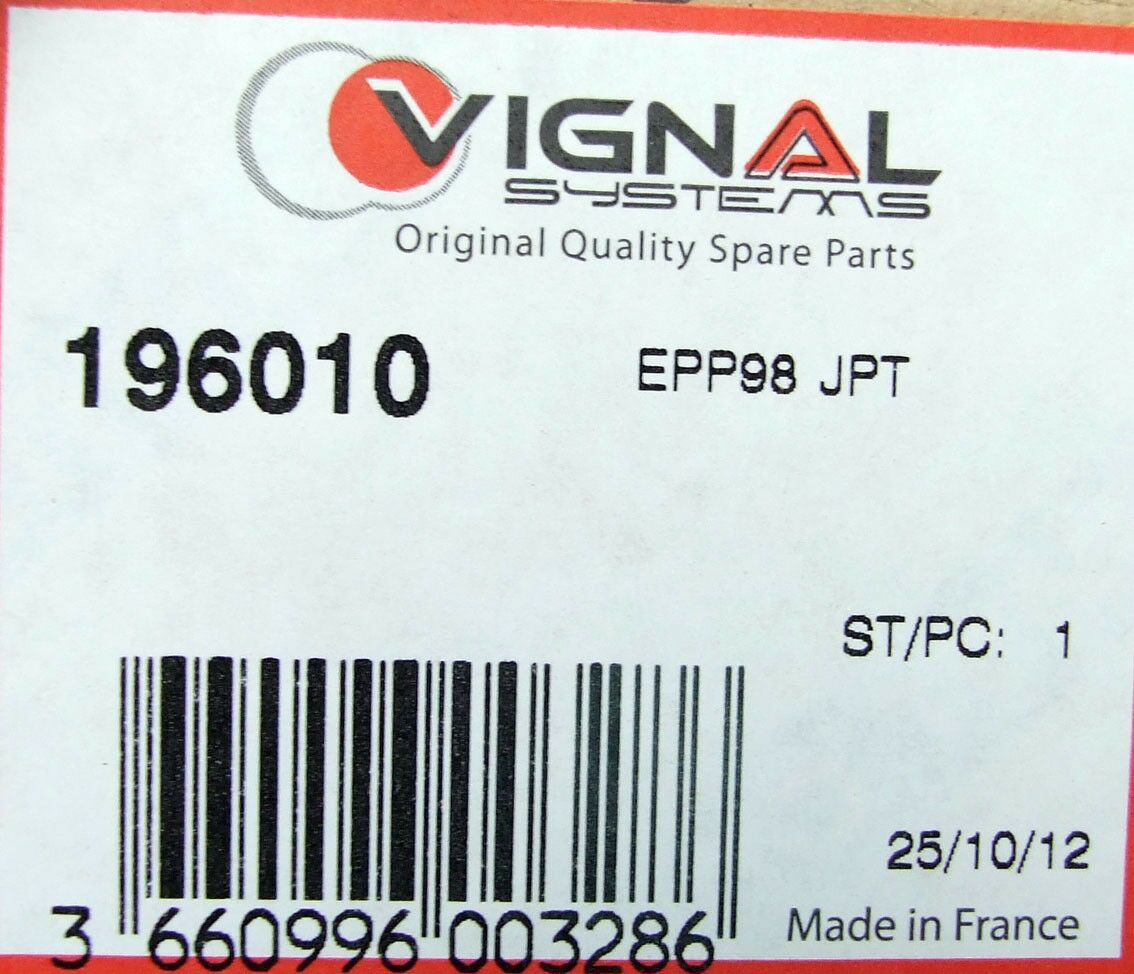 VIGNAL
SYSTEMS
Original Quality Spare Parts
196010 EPP98 JPT
ST/PC: 1
25/10/12
Made in France
3 660996 003286